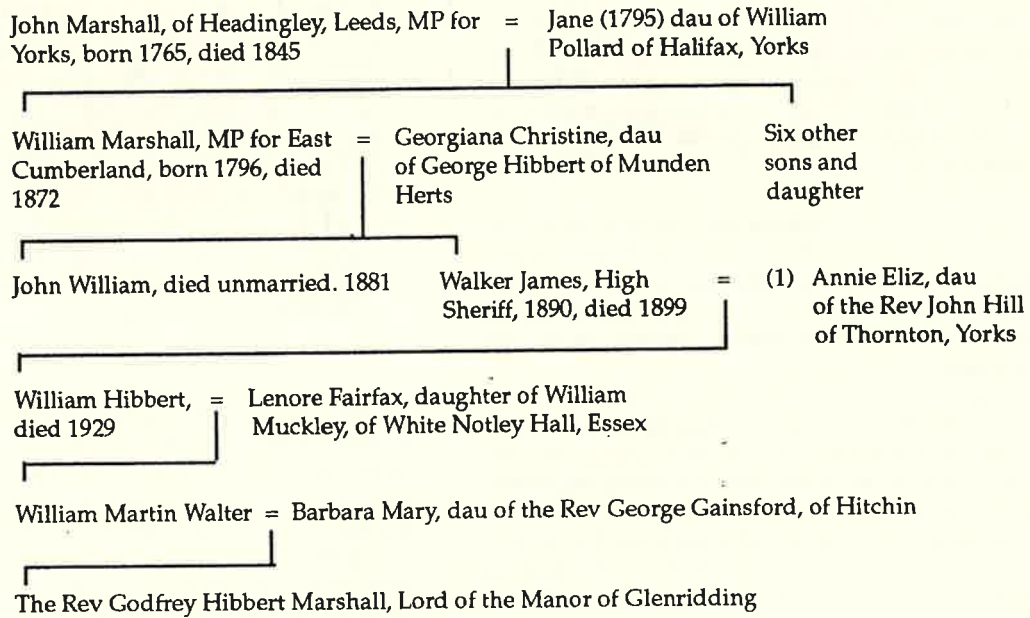 John Marshall, of Headingley, Leeds, MP for = Jane (1795) dau of William
Yorks, born 1765, died 1845 Pollard of Halifax, Yorks
William Marshall, MP for East = Georgiana Christine, dau Six other
Cumberland, born 1796, died of George Hibbert of Munden sons and
1872 Herts daughter
John William, died unmarried. 1881 Walker James, High = (1) Annie Eliz, dau
Sheriff, 1890, died 1899 of the Rev John Hill
of Thornton, Yorks
William Hibbert, = Lenore Fairfax, daughter of William
died 1929 Muckley, of White Notley Hall, Essex
William Martin Walter = Barbara Mary, dau of the Rev George Gainsford, of Hitchin
The Rev Godfrey Hibbert Marshall, Lord of the Manor of Glenridding